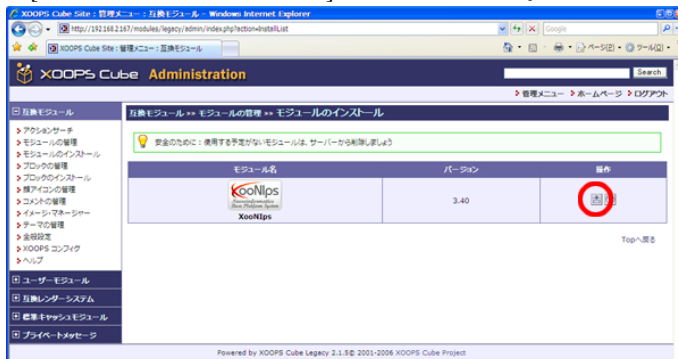 XOOPS Cube Site : 管理メニュー : 互換モジュール - Windows Internet Explorer
http://192.168.2.167/modules/legacy/admin/index.php?action=InstallList
Google
XOOPS Cube Site : 管理メニュー : 互換モジュール
ページ(P)
ツール(O)
XOOPS Cube Administration
Search
管理メニュー
ホームページ
ログアウト
互換モジュール
アクションサーチ
モジュールの管理
モジュールのインストール
ブロックの管理
ブロックのインストール
顔アイコンの管理
コメントの管理
イメージ・マネージャー
テーマの管理
全般設定
XOOPS コンフィグ
ヘルプ
ユーザーモジュール
互換レンダーシステム
標準キャッシュモジュール
プライベートメッセージ
互換モジュール »» モジュールの管理 »» モジュールのインストール
安全のために : 使用する予定がないモジュールは、サーバーから削除しましょう
モジュール名 バージョン 操作
XooNIps
Neuroinformatics
Base Platform System
XooNIps 3.40
Topへ戻る
Powered by XOOPS Cube Legacy 2.1.5© 2001-2006 XOOPS Cube Project